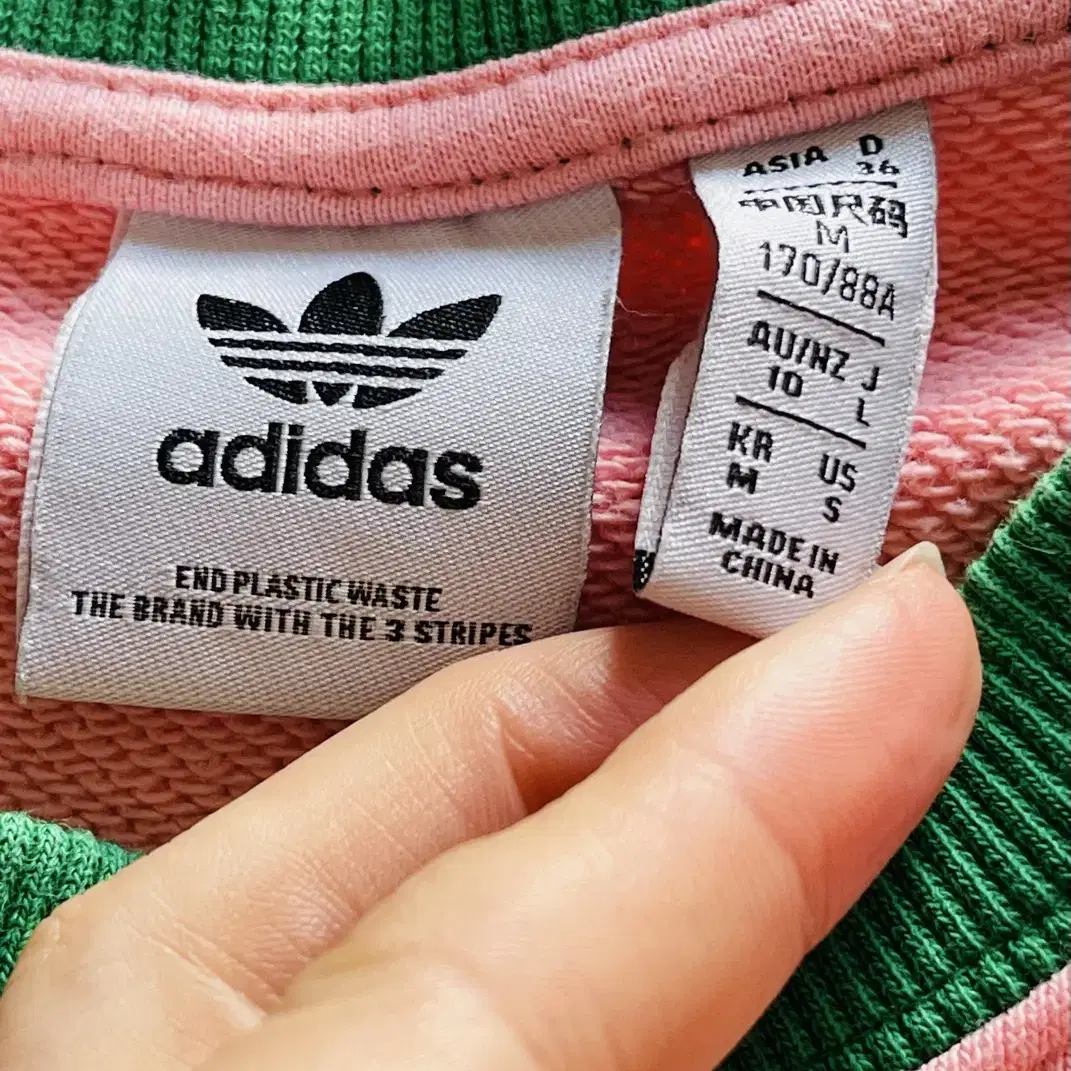 adidas
END PLASTIC WASTE
THE BRAND WITH THE 3 STRIPES
ASIA D
36
中国尺码
M
170/88A
AU/NZ J
10 L
KR US
M S
MADE IN
CHINA